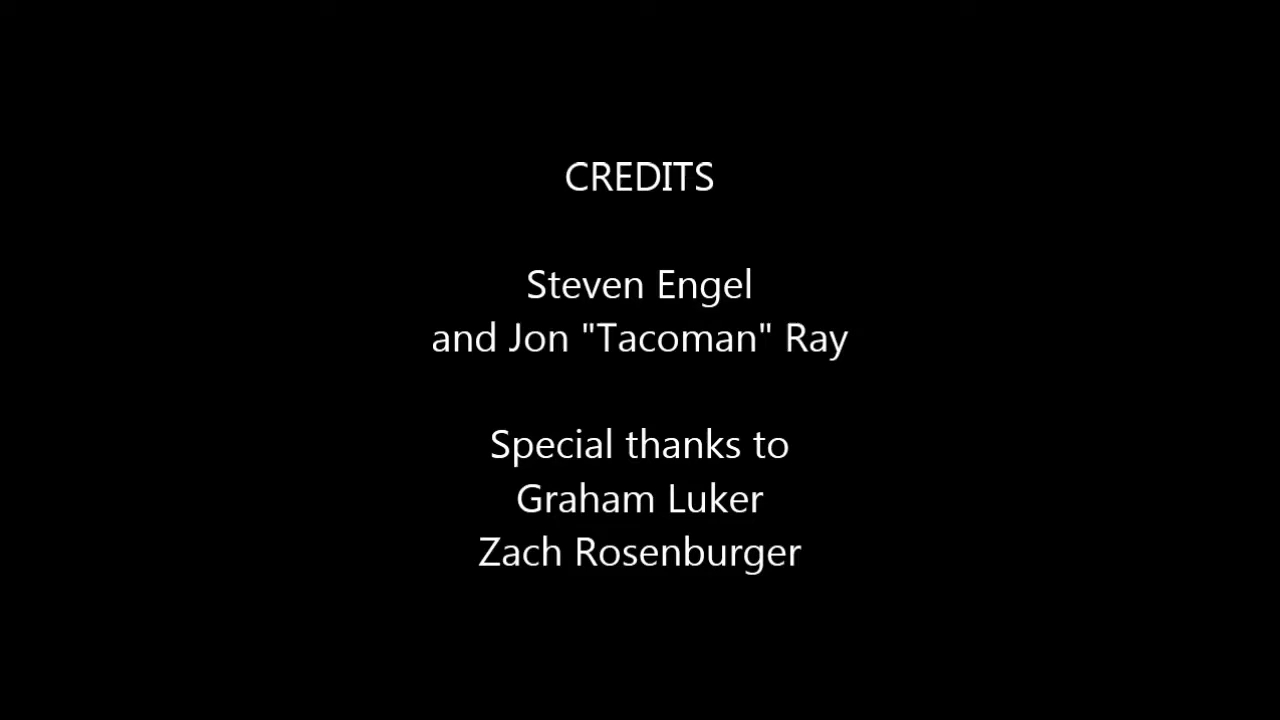 CREDITS
Steven Engel
and Jon "Tacoman" Ray
Special thanks to
Graham Luker
Zach Rosenburger